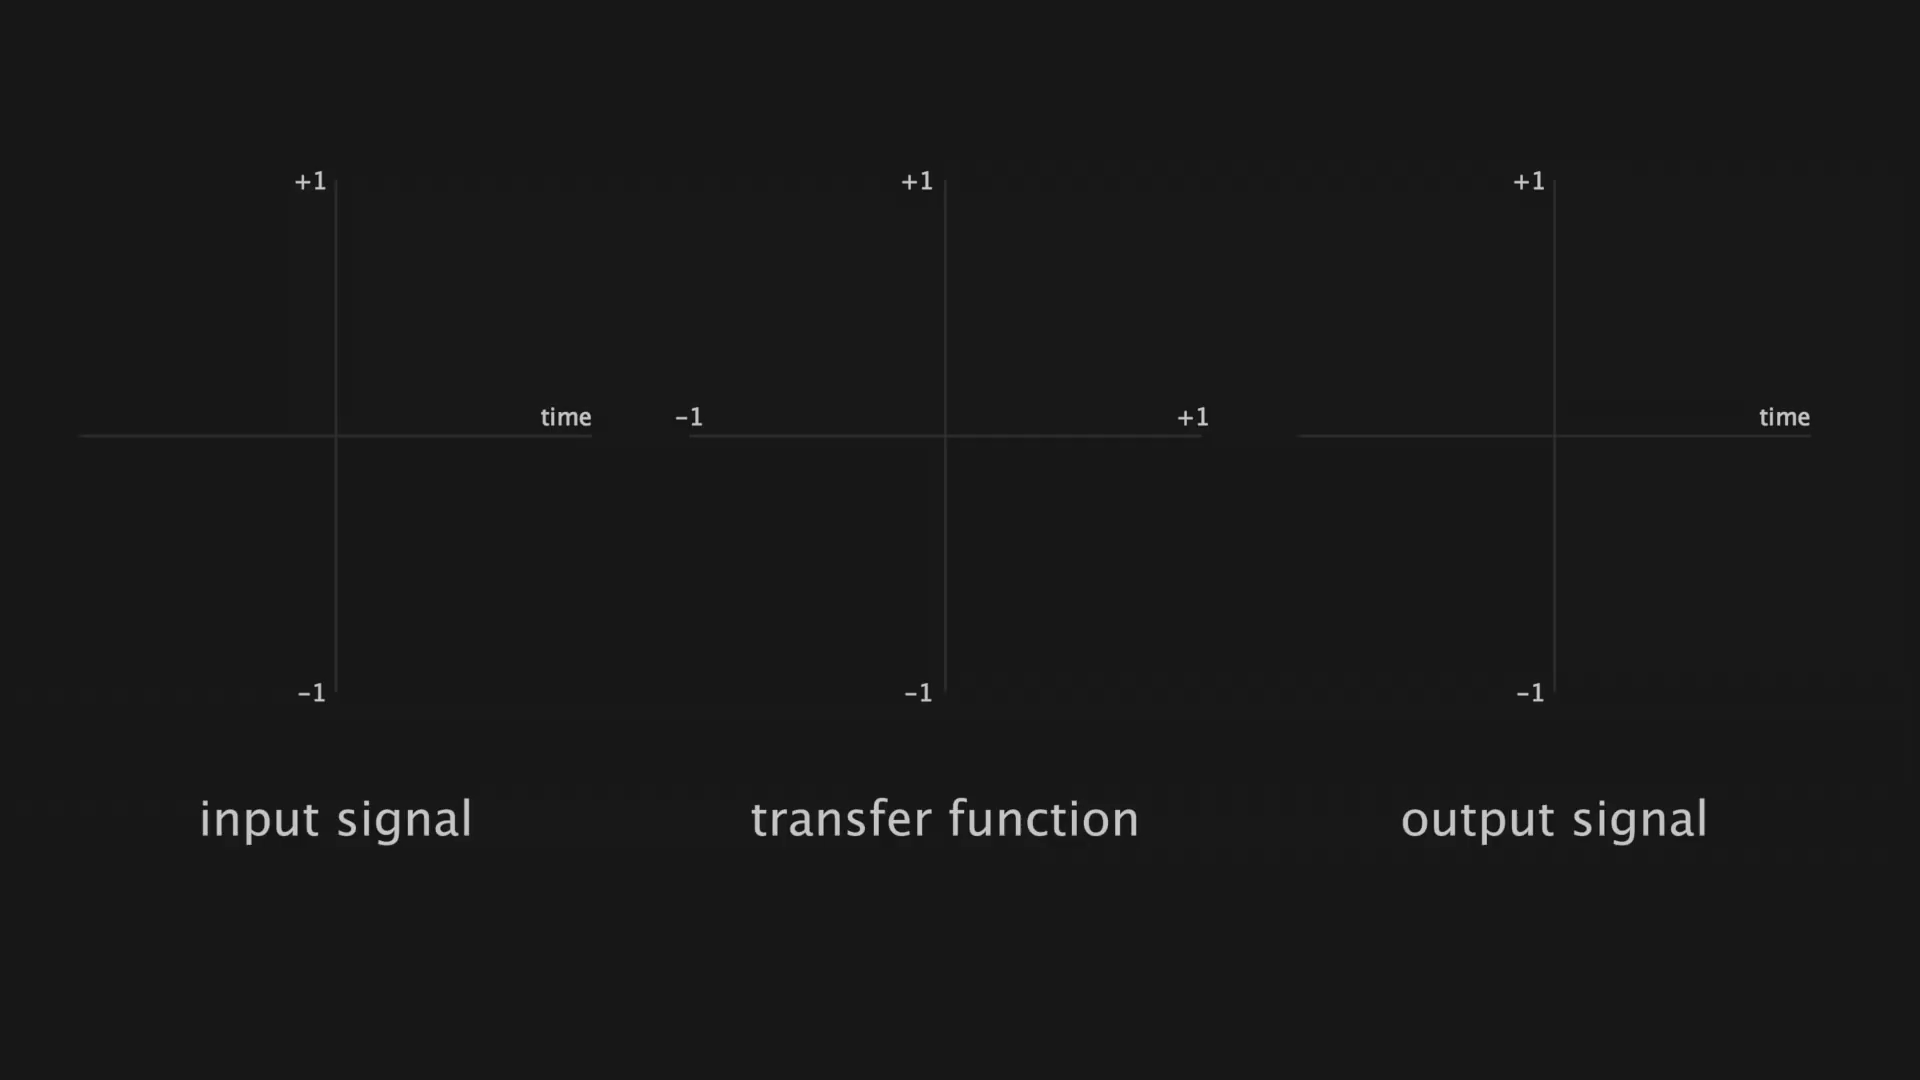 +1
+1
+1
time
–1
+1
time
–1
–1
–1
input signal
transfer function
output signal